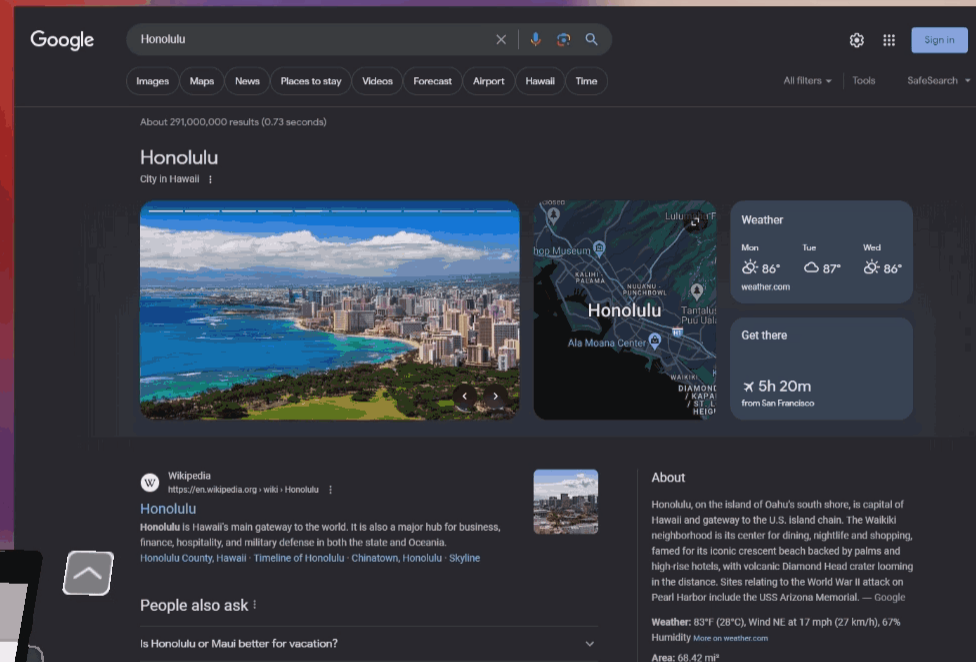 Google
Honolulu
Sign in
Images
Maps
News
Places to stay
Videos
Forecast
Airport
Hawaii
Time
All filters
Tools
SafeSearch
About 291,000,000 results (0.73 seconds)
Honolulu
City in Hawaii
hop Museum
KALIHI
PALAMA
NUUANU
PUNCHBOWL
Honolulu
Tantalus
Ala Moana Center
WAIKIKI
DIAMOND
/ KAPA
/ ST. L
HEIGH
Weather
Mon
Tue
Wed
86°
87°
86°
weather.com
Get there
5h 20m
from San Francisco
Wikipedia
https://en.wikipedia.org › wiki › Honolulu
Honolulu
Honolulu is Hawaii's main gateway to the world. It is also a major hub for business,
finance, hospitality, and military defense in both the state and Oceania.
Honolulu County, Hawaii · Timeline of Honolulu · Chinatown, Honolulu · Skyline
People also ask
Is Honolulu or Maui better for vacation?
About
Honolulu, on the island of Oahu's south shore, is capital of
Hawaii and gateway to the U.S. island chain. The Waikiki
neighborhood is its center for dining, nightlife and shopping,
famed for its iconic crescent beach backed by palms and
high-rise hotels, with volcanic Diamond Head crater looming
in the distance. Sites relating to the World War II attack on
Pearl Harbor include the USS Arizona Memorial. — Google
Weather: 83°F (28°C), Wind NE at 17 mph (27 km/h), 67%
Humidity More on weather.com
Area: 68.42 mi²